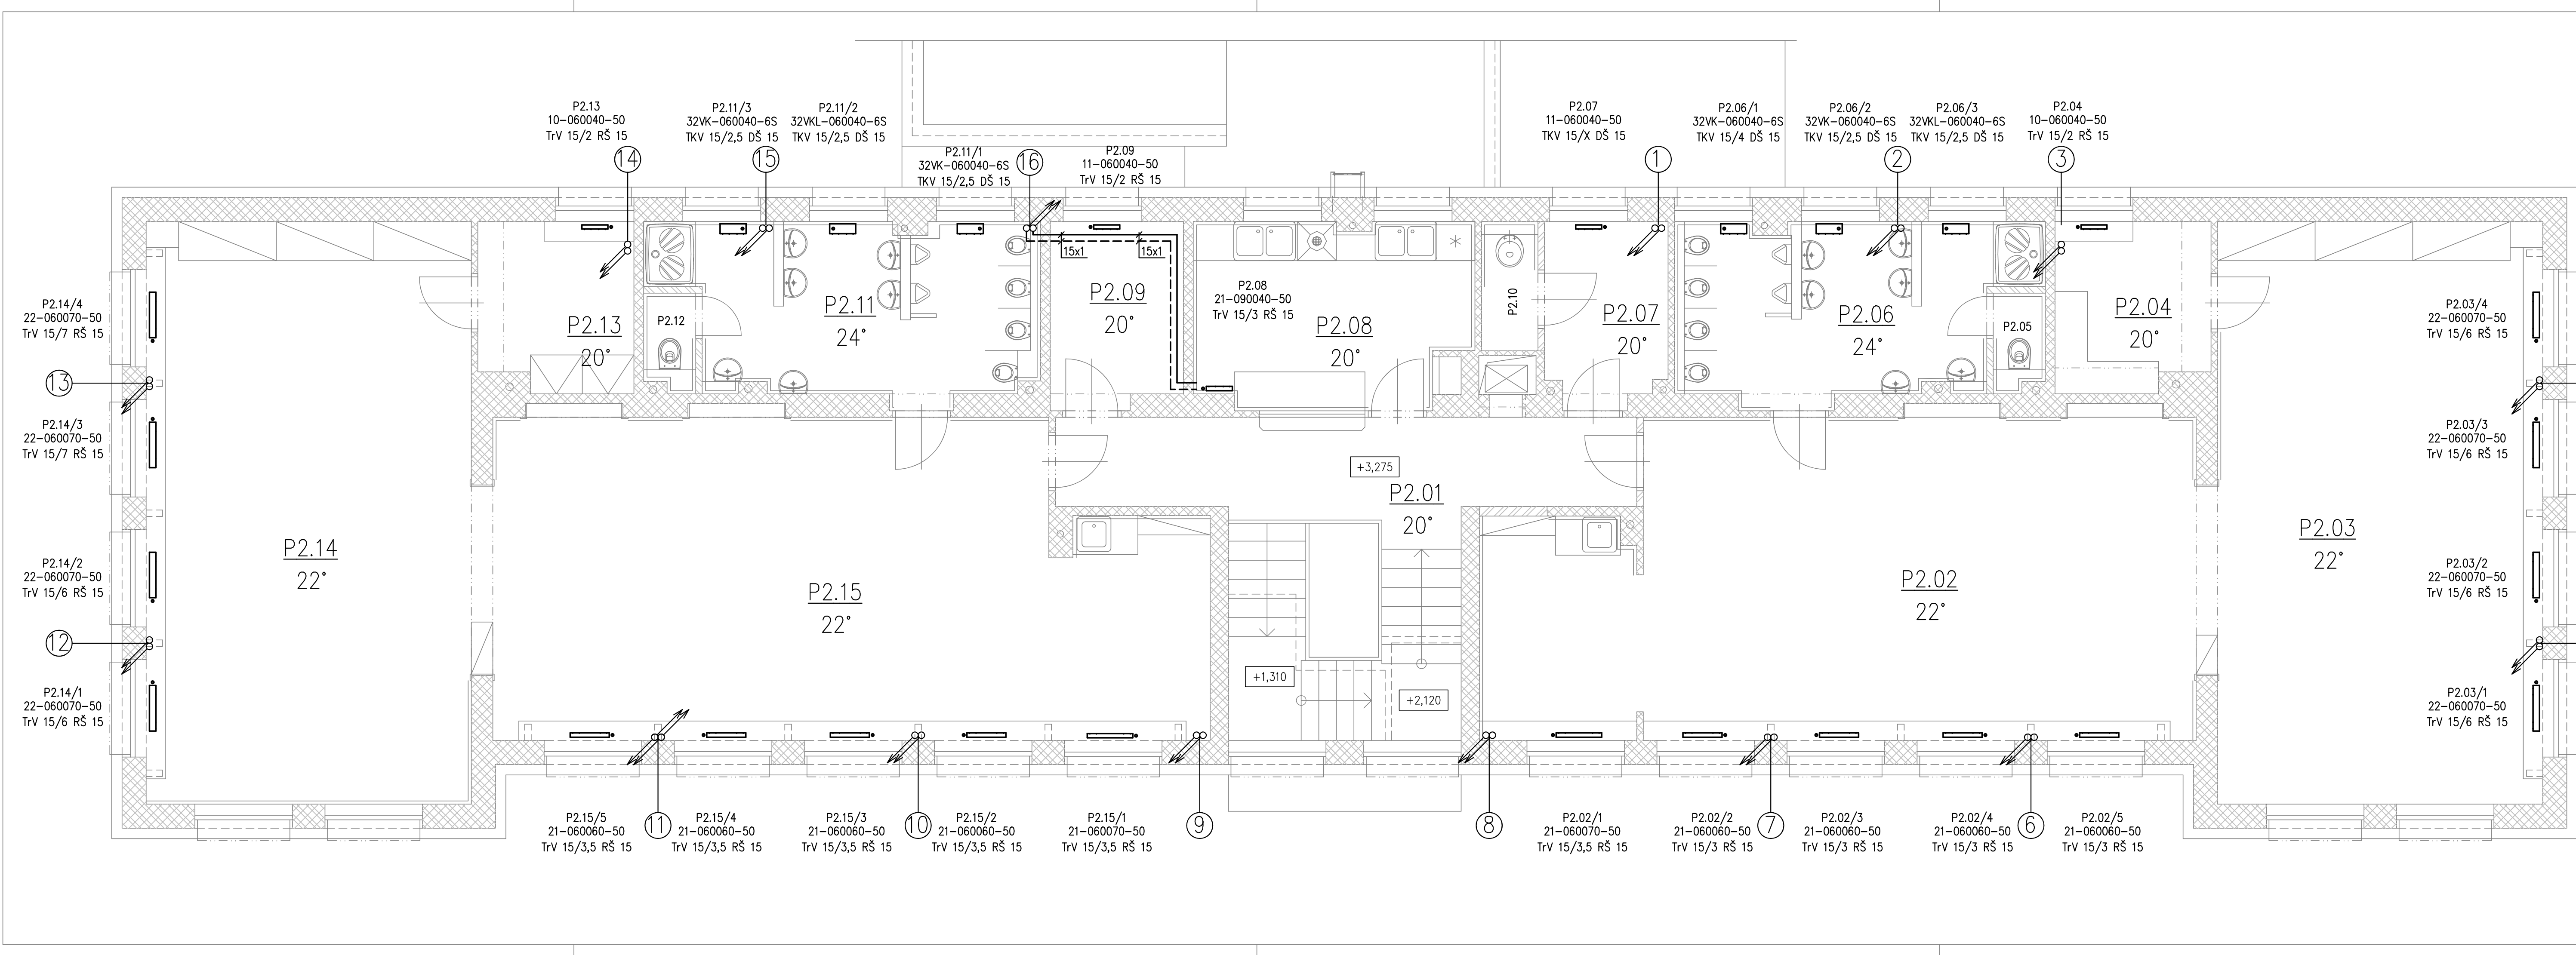 P2.13
10-060040-50
TrV 15/2 RŠ 15
P2.11/3
32VK-060040-6S
TKV 15/2,5 DŠ 15
P2.11/2
32VKL-060040-6S
TKV 15/2,5 DŠ 15
P2.11/1
32VK-060040-6S
TKV 15/2,5 DŠ 15
P2.09
11-060040-50
TrV 15/2 RŠ 15
P2.07
11-060040-50
TKV 15/X DŠ 15
P2.06/1
32VK-060040-6S
TKV 15/4 DŠ 15
P2.06/2
32VK-060040-6S
TKV 15/2,5 DŠ 15
P2.06/3
32VKL-060040-6S
TKV 15/2,5 DŠ 15
P2.04
10-060040-50
TrV 15/2 RŠ 15
14
15
16
1
2
3
15x1
15x1
P2.14/4
22-060070-50
TrV 15/7 RŠ 15
P2.13
20°
P2.12
P2.11
24°
P2.09
20°
P2.08
21-090040-50
TrV 15/3 RŠ 15
P2.08
20°
P2.10
P2.07
20°
P2.06
24°
P2.05
P2.04
20°
P2.03/4
22-060070-50
TrV 15/6 RŠ 15
13
P2.14/3
22-060070-50
TrV 15/7 RŠ 15
P2.03/3
22-060070-50
TrV 15/6 RŠ 15
+3,275
P2.01
20°
P2.14
22°
P2.15
22°
P2.02
22°
P2.03
22°
P2.14/2
22-060070-50
TrV 15/6 RŠ 15
P2.03/2
22-060070-50
TrV 15/6 RŠ 15
12
+1,310
+2,120
P2.14/1
22-060070-50
TrV 15/6 RŠ 15
P2.03/1
22-060070-50
TrV 15/6 RŠ 15
P2.15/5
21-060060-50
TrV 15/3,5 RŠ 15
11
P2.15/4
21-060060-50
TrV 15/3,5 RŠ 15
P2.15/3
21-060060-50
TrV 15/3,5 RŠ 15
10
P2.15/2
21-060060-50
TrV 15/3,5 RŠ 15
P2.15/1
21-060070-50
TrV 15/3,5 RŠ 15
9
8
P2.02/1
21-060070-50
TrV 15/3,5 RŠ 15
P2.02/2
21-060060-50
TrV 15/3 RŠ 15
7
P2.02/3
21-060060-50
TrV 15/3 RŠ 15
P2.02/4
21-060060-50
TrV 15/3 RŠ 15
6
P2.02/5
21-060060-50
TrV 15/3 RŠ 15